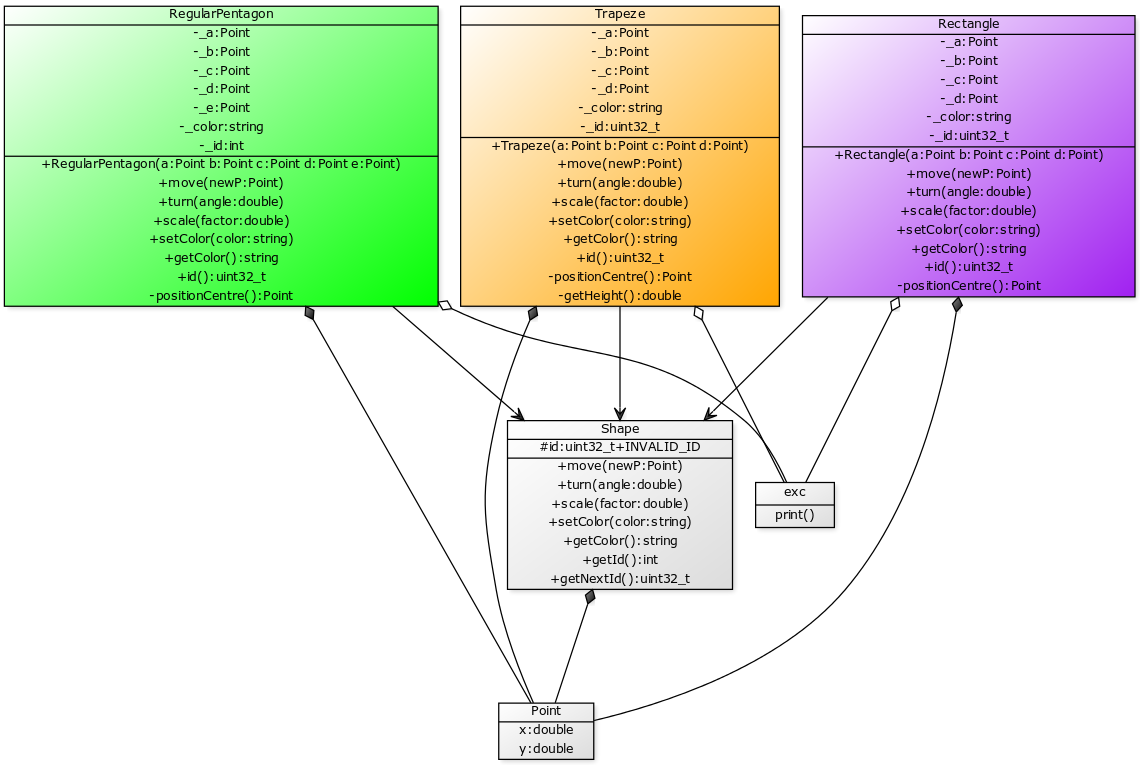 RegularPentagon
-_a:Point
-_b:Point
-_c:Point
-_d:Point
-_e:Point
-_color:string
-_id:int
+RegularPentagon(a:Point b:Point c:Point d:Point e:Point)
+move(newP:Point)
+turn(angle:double)
+scale(factor:double)
+setColor(color:string)
+getColor():string
+id():uint32_t
-positionCentre():Point
Trapeze
-_a:Point
-_b:Point
-_c:Point
-_d:Point
-_color:string
-_id:uint32_t
+Trapeze(a:Point b:Point c:Point d:Point)
+move(newP:Point)
+turn(angle:double)
+scale(factor:double)
+setColor(color:string)
+getColor():string
+id():uint32_t
-positionCentre():Point
-getHeight():double
Rectangle
-_a:Point
-_b:Point
-_c:Point
-_d:Point
-_color:string
-_id:uint32_t
+Rectangle(a:Point b:Point c:Point d:Point)
+move(newP:Point)
+turn(angle:double)
+scale(factor:double)
+setColor(color:string)
+getColor():string
+id():uint32_t
-positionCentre():Point
Shape
#id:uint32_t+INVALID_ID
+move(newP:Point)
+turn(angle:double)
+scale(factor:double)
+setColor(color:string)
+getColor():string
+getId():int
+getNextId():uint32_t
exc
print()
Point
x:double
y:double